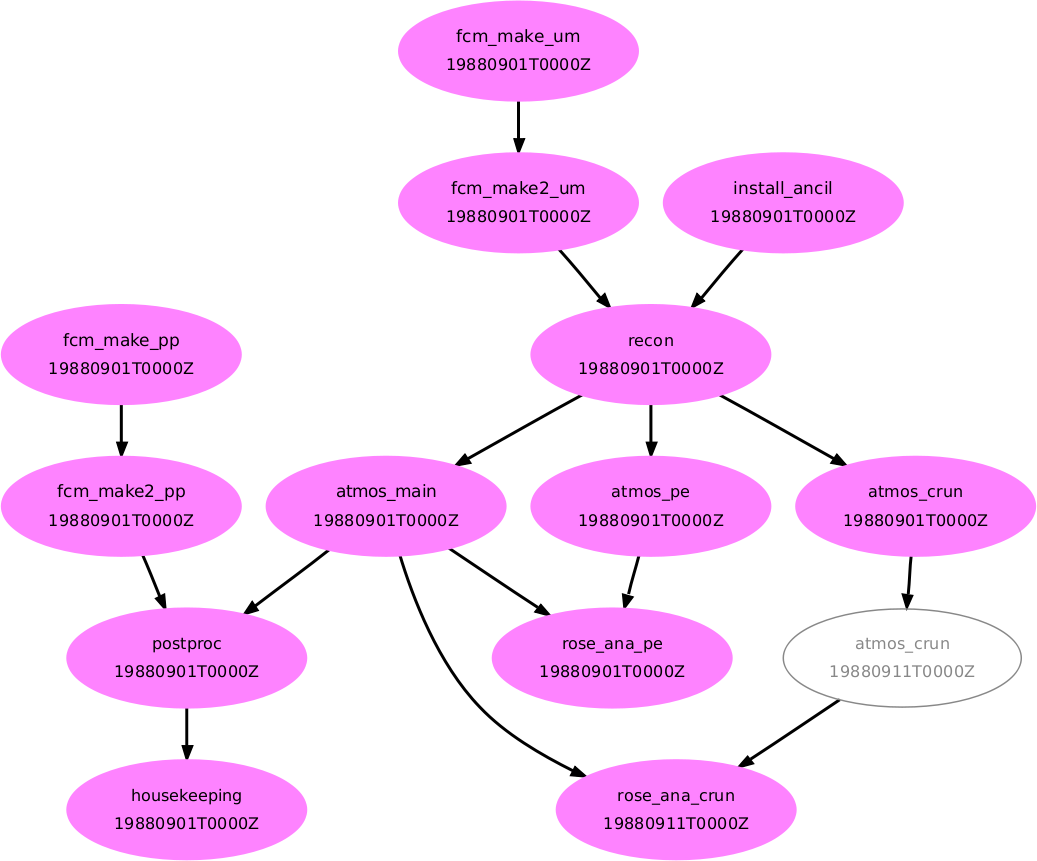 fcm_make_um
19880901T0000Z
fcm_make2_um
19880901T0000Z
install_ancil
19880901T0000Z
fcm_make_pp
19880901T0000Z
recon
19880901T0000Z
fcm_make2_pp
19880901T0000Z
atmos_main
19880901T0000Z
atmos_pe
19880901T0000Z
atmos_crun
19880901T0000Z
postproc
19880901T0000Z
rose_ana_pe
19880901T0000Z
atmos_crun
19880911T0000Z
housekeeping
19880901T0000Z
rose_ana_crun
19880911T0000Z